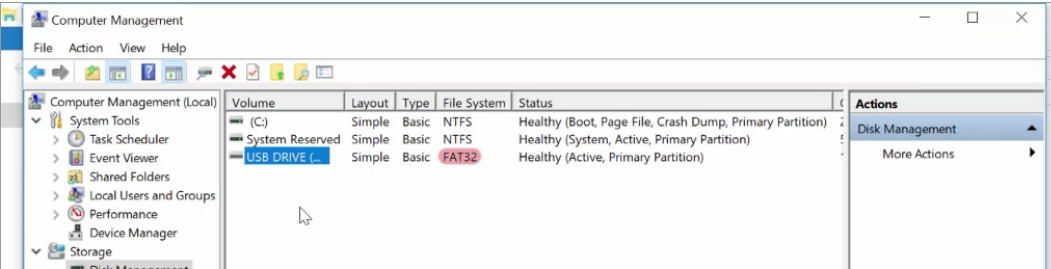 Computer Management
File Action View Help
Computer Management (Local)
System Tools
Task Scheduler
Event Viewer
Shared Folders
Local Users and Groups
Performance
Device Manager
Storage
Disk Management
Volume Layout Type File System Status
(C:) Simple Basic NTFS Healthy (Boot, Page File, Crash Dump, Primary Partition)
System Reserved Simple Basic NTFS Healthy (System, Active, Primary Partition)
USB DRIVE (... Simple Basic FAT32 Healthy (Active, Primary Partition)
Actions
Disk Management
More Actions